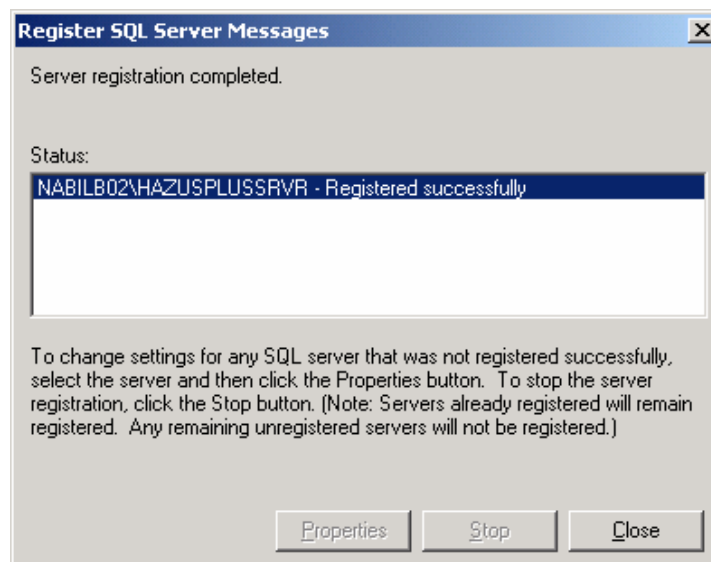 Register SQL Server Messages
Server registration completed.
Status:
NABILB02\HAZUSPLUSSRVR - Registered successfully
To change settings for any SQL server that was not registered successfully,
select the server and then click the Properties button.  To stop the server
registration, click the Stop button. (Note: Servers already registered will remain
registered.  Any remaining unregistered servers will not be registered.)
Properties Stop Close